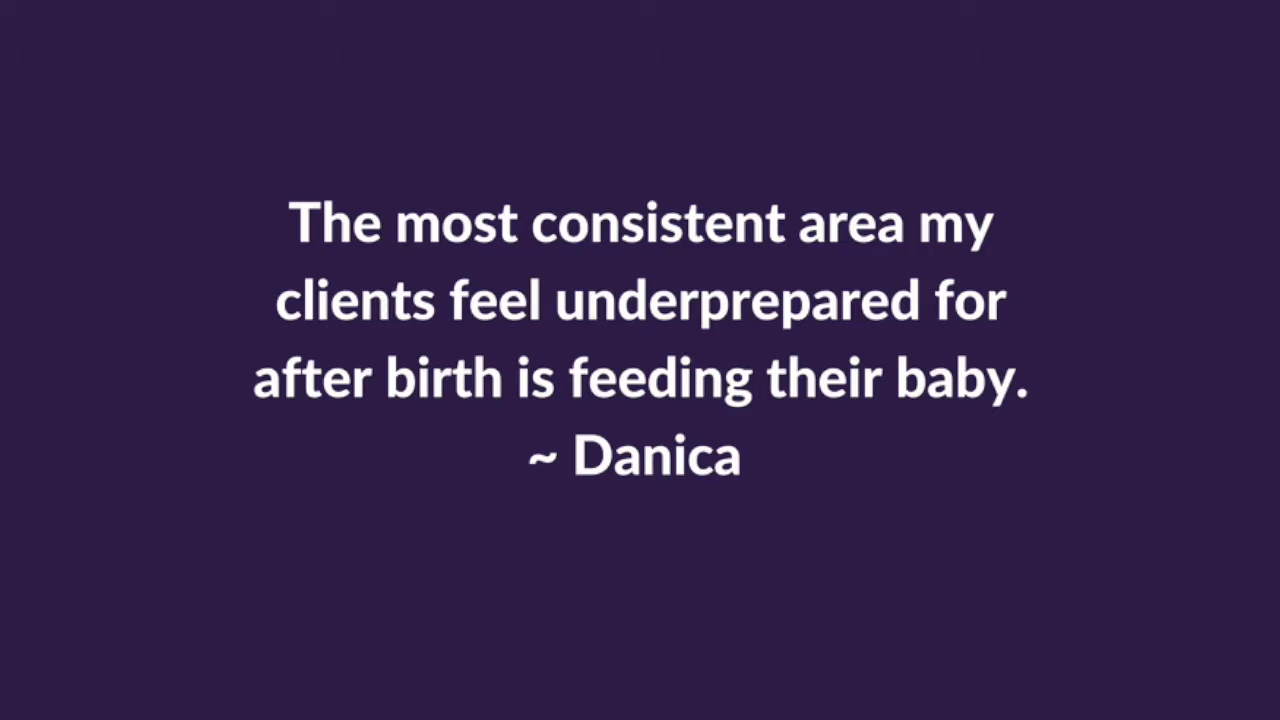 The most consistent area my
clients feel underprepared for
after birth is feeding their baby.
~ Danica